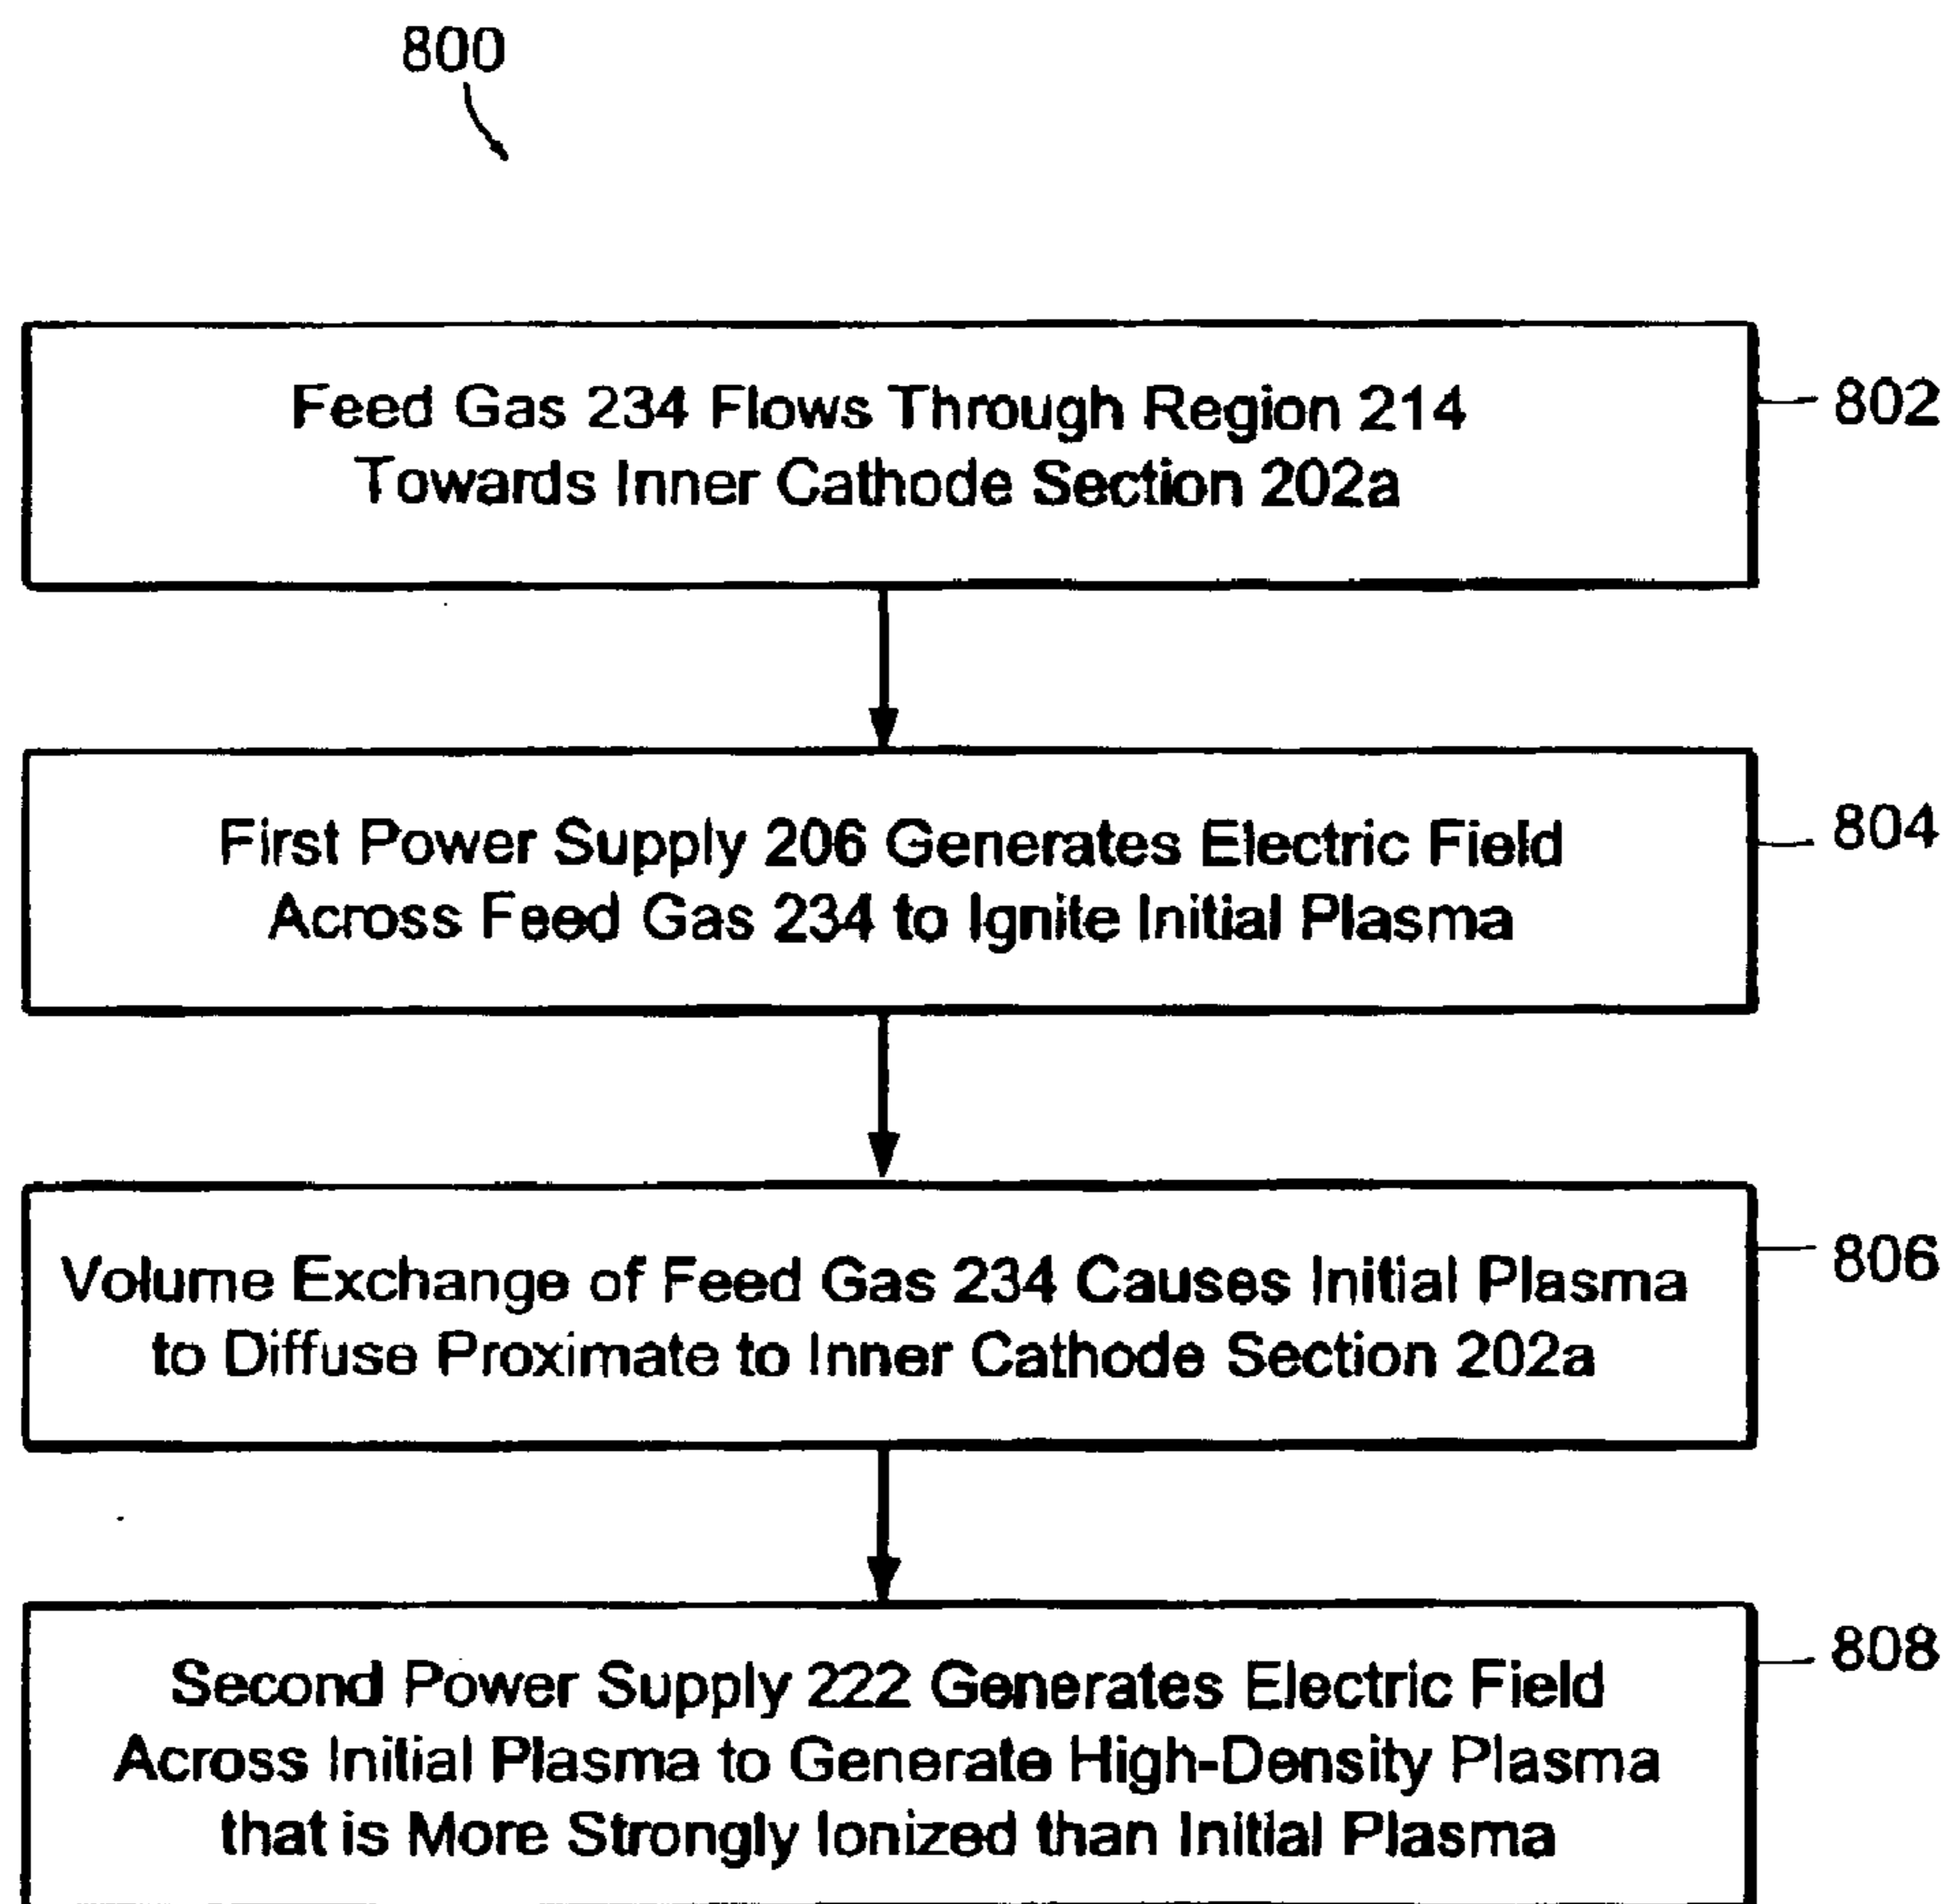 800
Feed Gas 234 Flows Through Region 214
Towards Inner Cathode Section 202a
802
First Power Supply 206 Generates Electric Field
Across Feed Gas 234 to Ignite Initial Plasma
804
Volume Exchange of Feed Gas 234 Causes Initial Plasma
to Diffuse Proximate to Inner Cathode Section 202a
806
Second Power Supply 222 Generates Electric Field
Across Initial Plasma to Generate High-Density Plasma
that is More Strongly Ionized than Initial Plasma
808